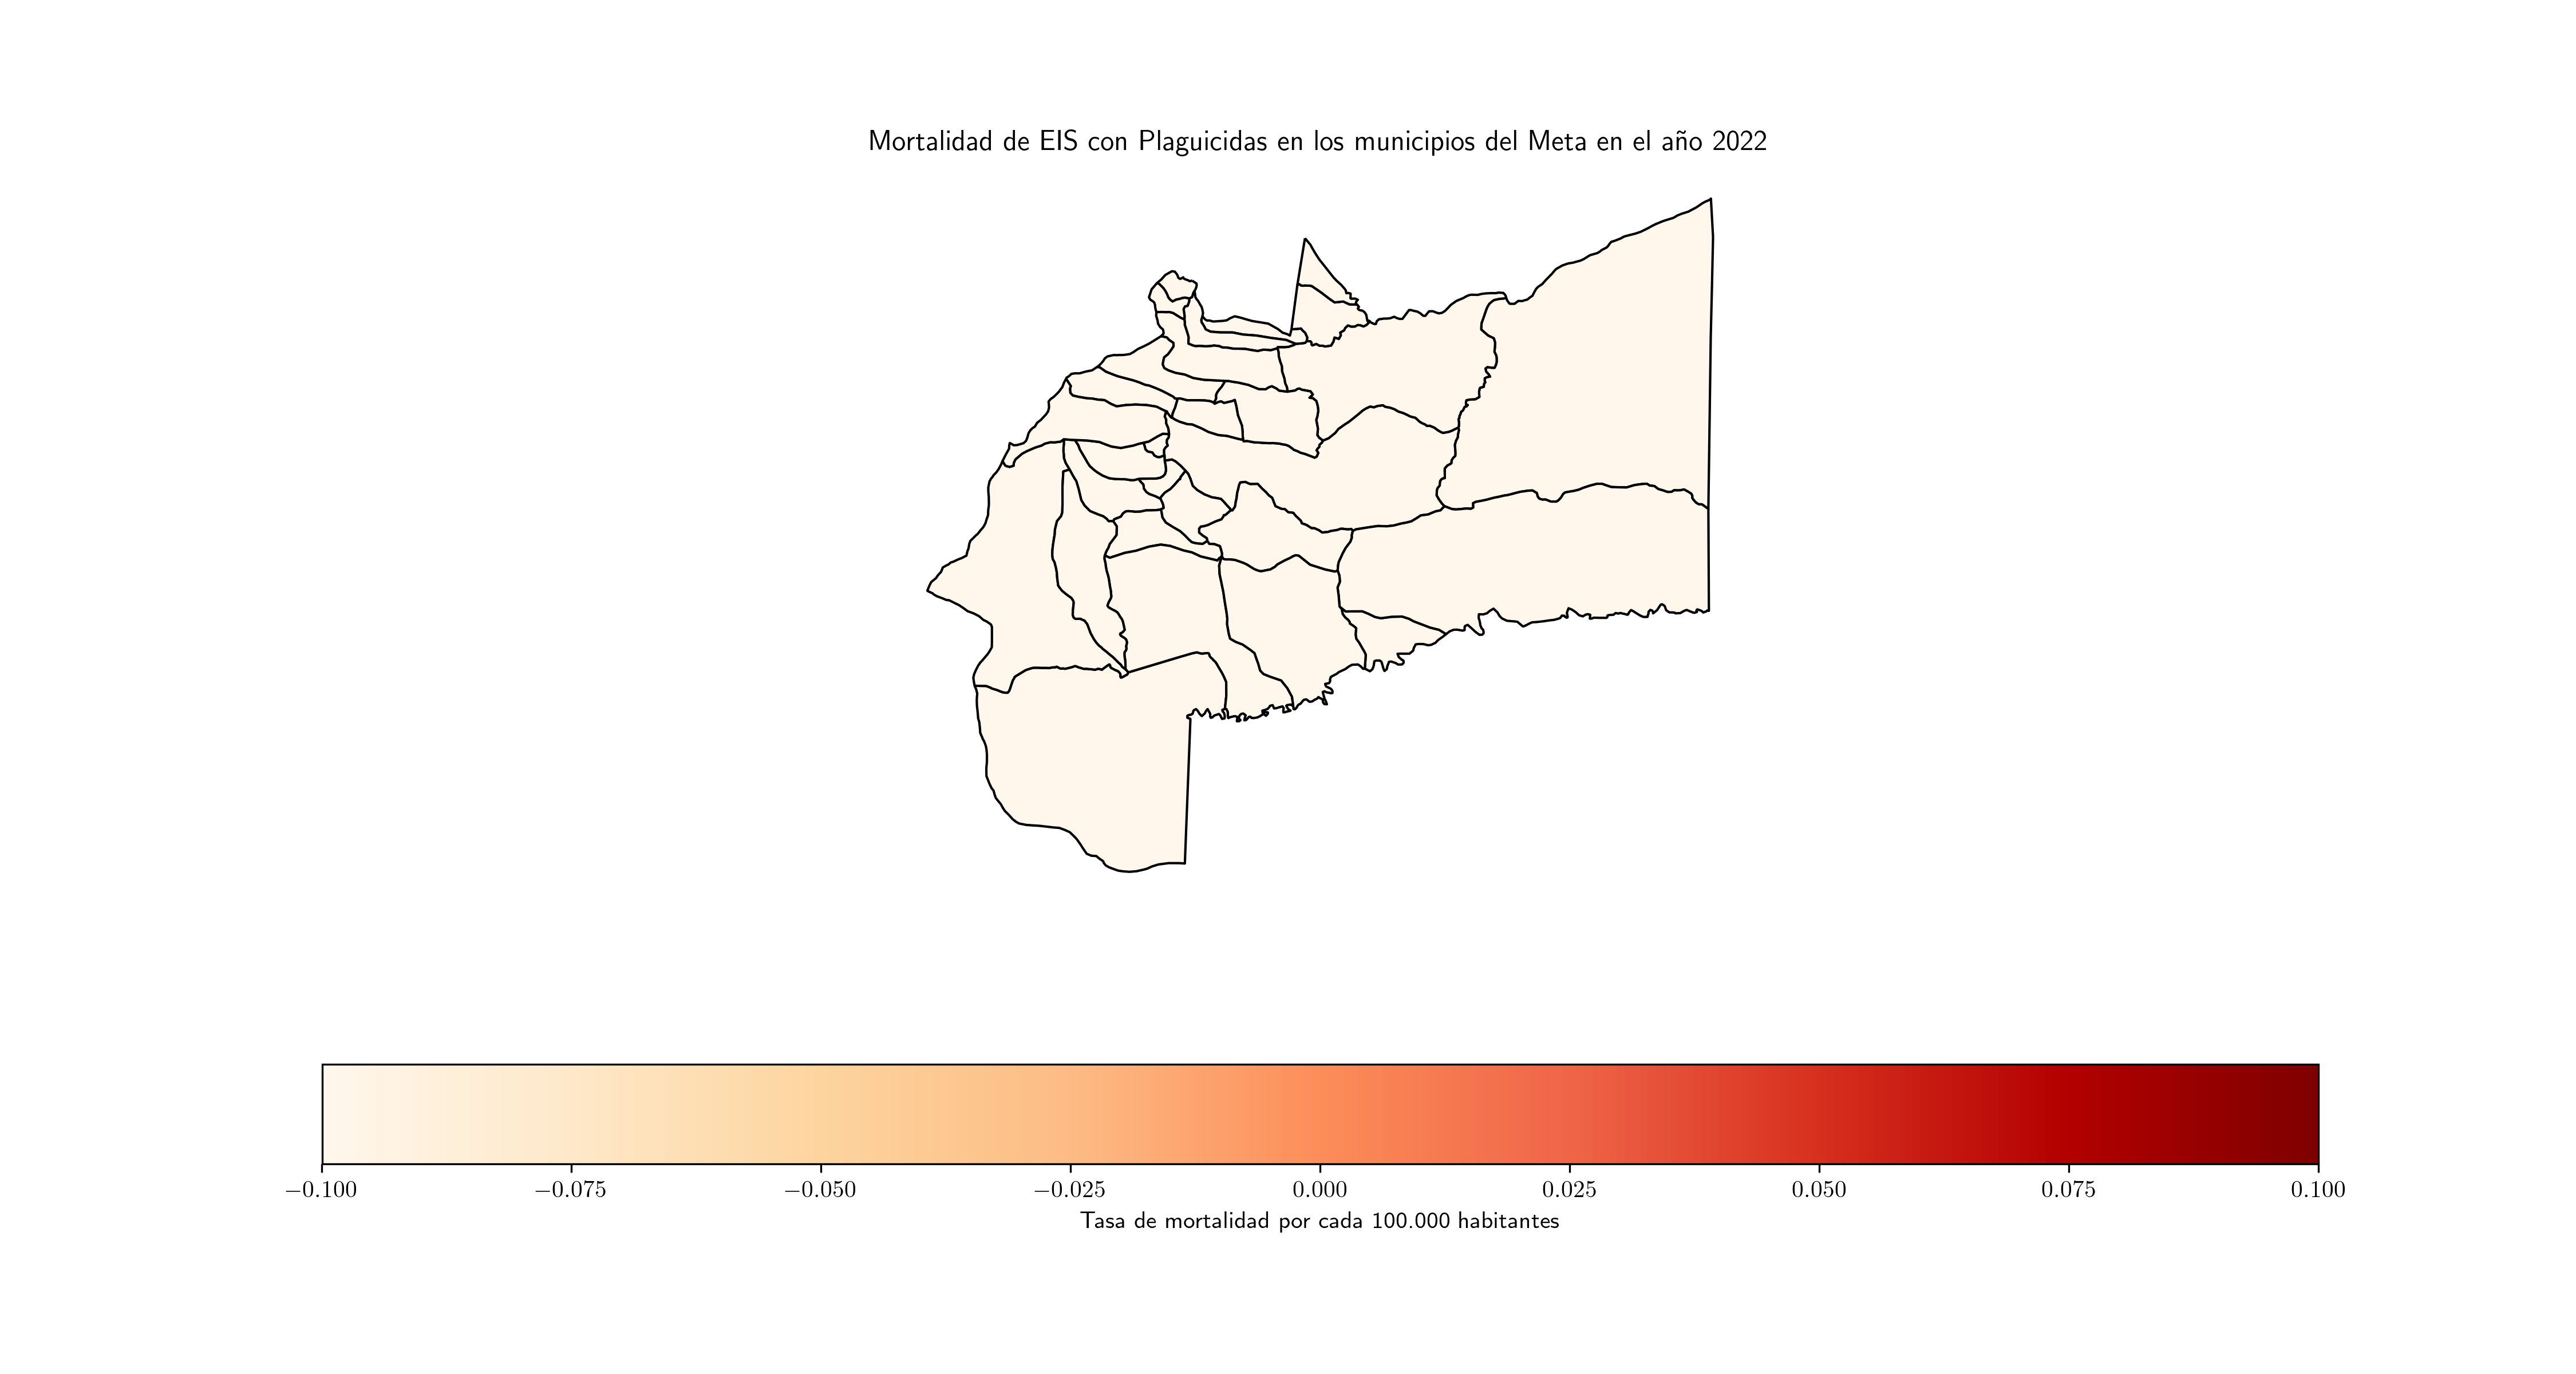 Mortalidad de EIS con Plaguicidas en los municipios del Meta en el año 2022
−0.100 −0.075 −0.050 −0.025 0.000 0.025 0.050 0.075 0.100
Tasa de mortalidad por cada 100.000 habitantes